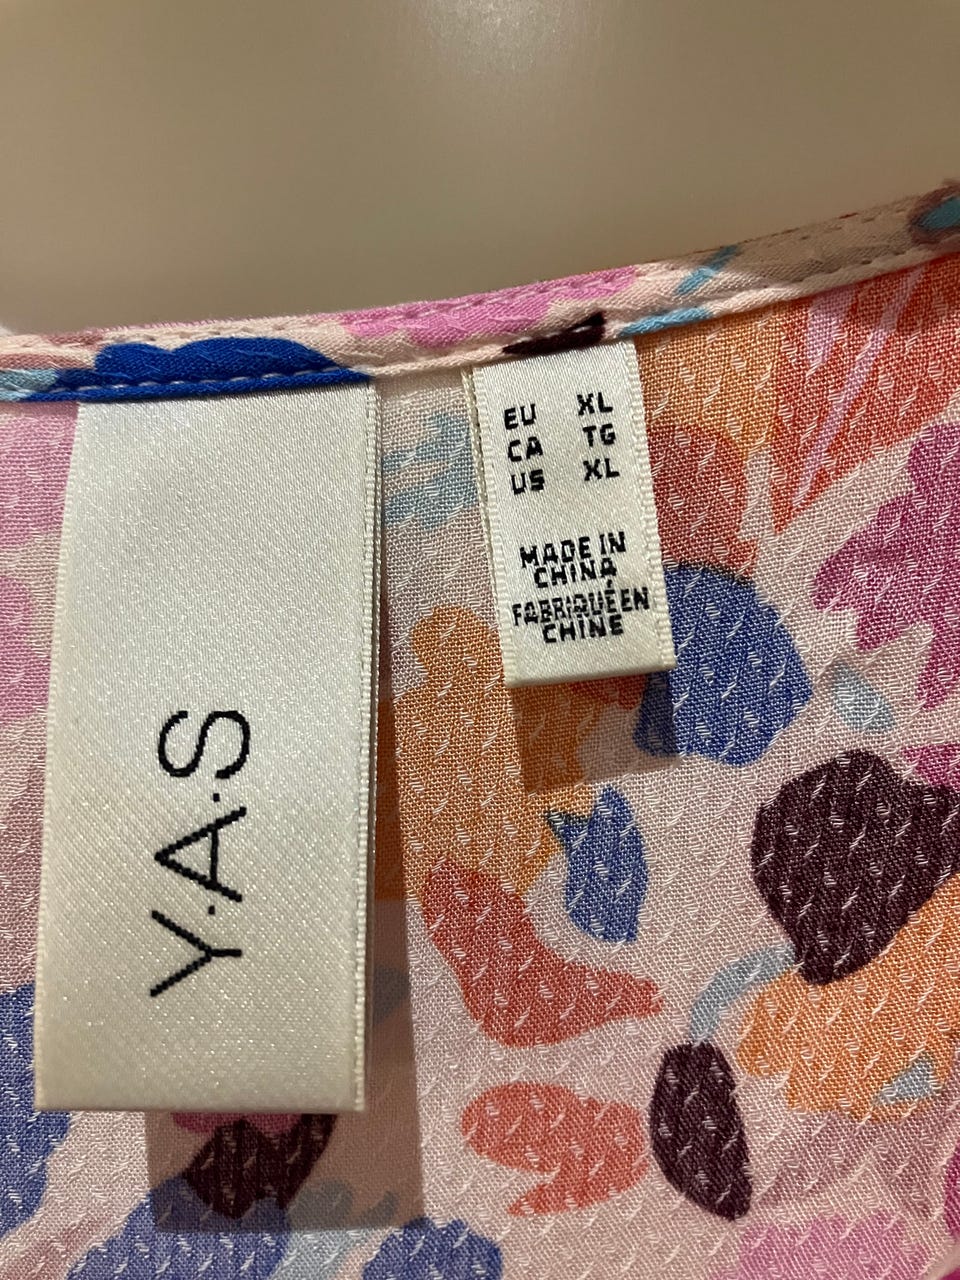 Y.A.S
EU XL
CA TG
US XL
MADE IN
CHINA
FABRIQUÉ EN
CHINE